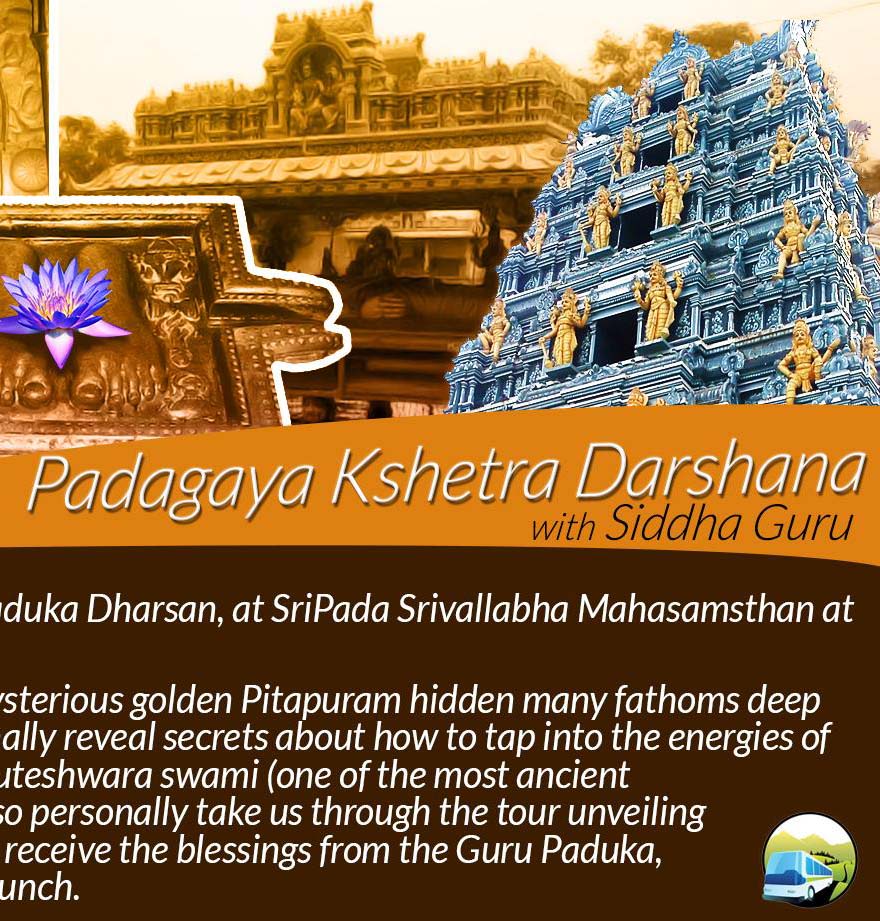 Padagaya Kshetra Darshana
with Siddha Guru
aduka Dharsan, at SriPada Srivallabha Mahasamsthan at
ysterious golden Pitapuram hidden many fathoms deep
ally reveal secrets about how to tap into the energies of
uteshwara swami (one of the most ancient
so personally take us through the tour unveiling
receive the blessings from the Guru Paduka,
unch.